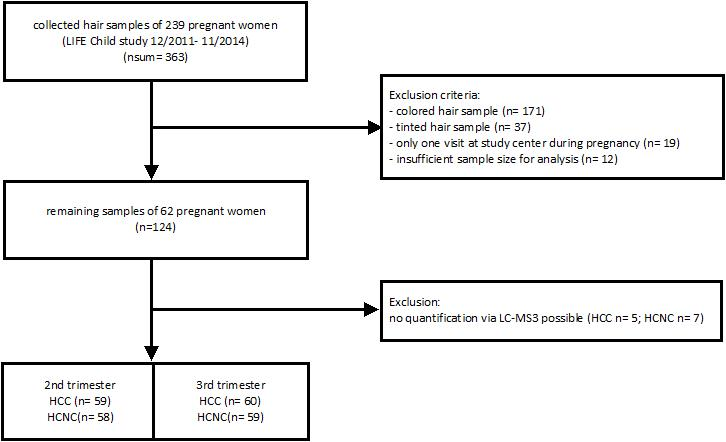 collected hair samples of 239 pregnant women
(LIFE Child study 12/2011- 11/2014)
(nsum= 363)
Exclusion criteria:
- colored hair sample (n= 171)
- tinted hair sample (n= 37)
- only one visit at study center during pregnancy (n= 19)
- insufficient sample size for analysis (n= 12)
remaining samples of 62 pregnant women
(n=124)
Exclusion:
no quantification via LC-MS3 possible (HCC n= 5; HCNC n= 7)
2nd trimester
HCC (n= 59)
HCNC(n= 58)
3rd trimester
HCC (n= 60)
HCNC(n= 59)